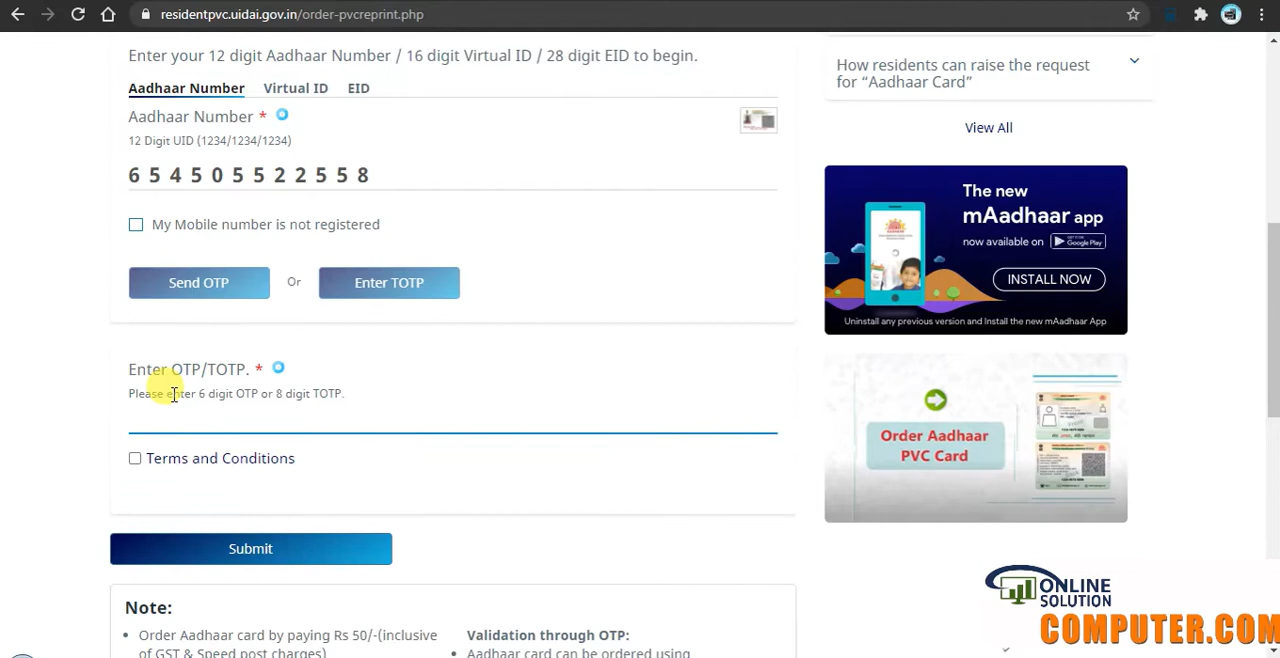 residentpvc.uidai.gov.in/order-pvcreprint.php
Enter your 12 digit Aadhaar Number / 16 digit Virtual ID / 28 digit EID to begin.
Aadhaar Number Virtual ID EID
Aadhaar Number *
12 Digit UID (1234/1234/1234)
6 5 4 5 0 5 5 2 2 5 5 8
My Mobile number is not registered
Send OTP Or Enter TOTP
Enter OTP/TOTP. *
Please enter 6 digit OTP or 8 digit TOTP.
Terms and Conditions
Submit
Note:
• Order Aadhaar card by paying Rs 50/-(inclusive
of GST & Speed post charges)
Validation through OTP:
• Aadhaar card can be ordered using
How residents can raise the request
for “Aadhaar Card”
View All
The new
mAadhaar app
now available on Google Play
INSTALL NOW
Uninstall any previous version and Install the new mAadhaar App
Order Aadhaar
PVC Card
ONLINE
SOLUTION
COMPUTER.COM